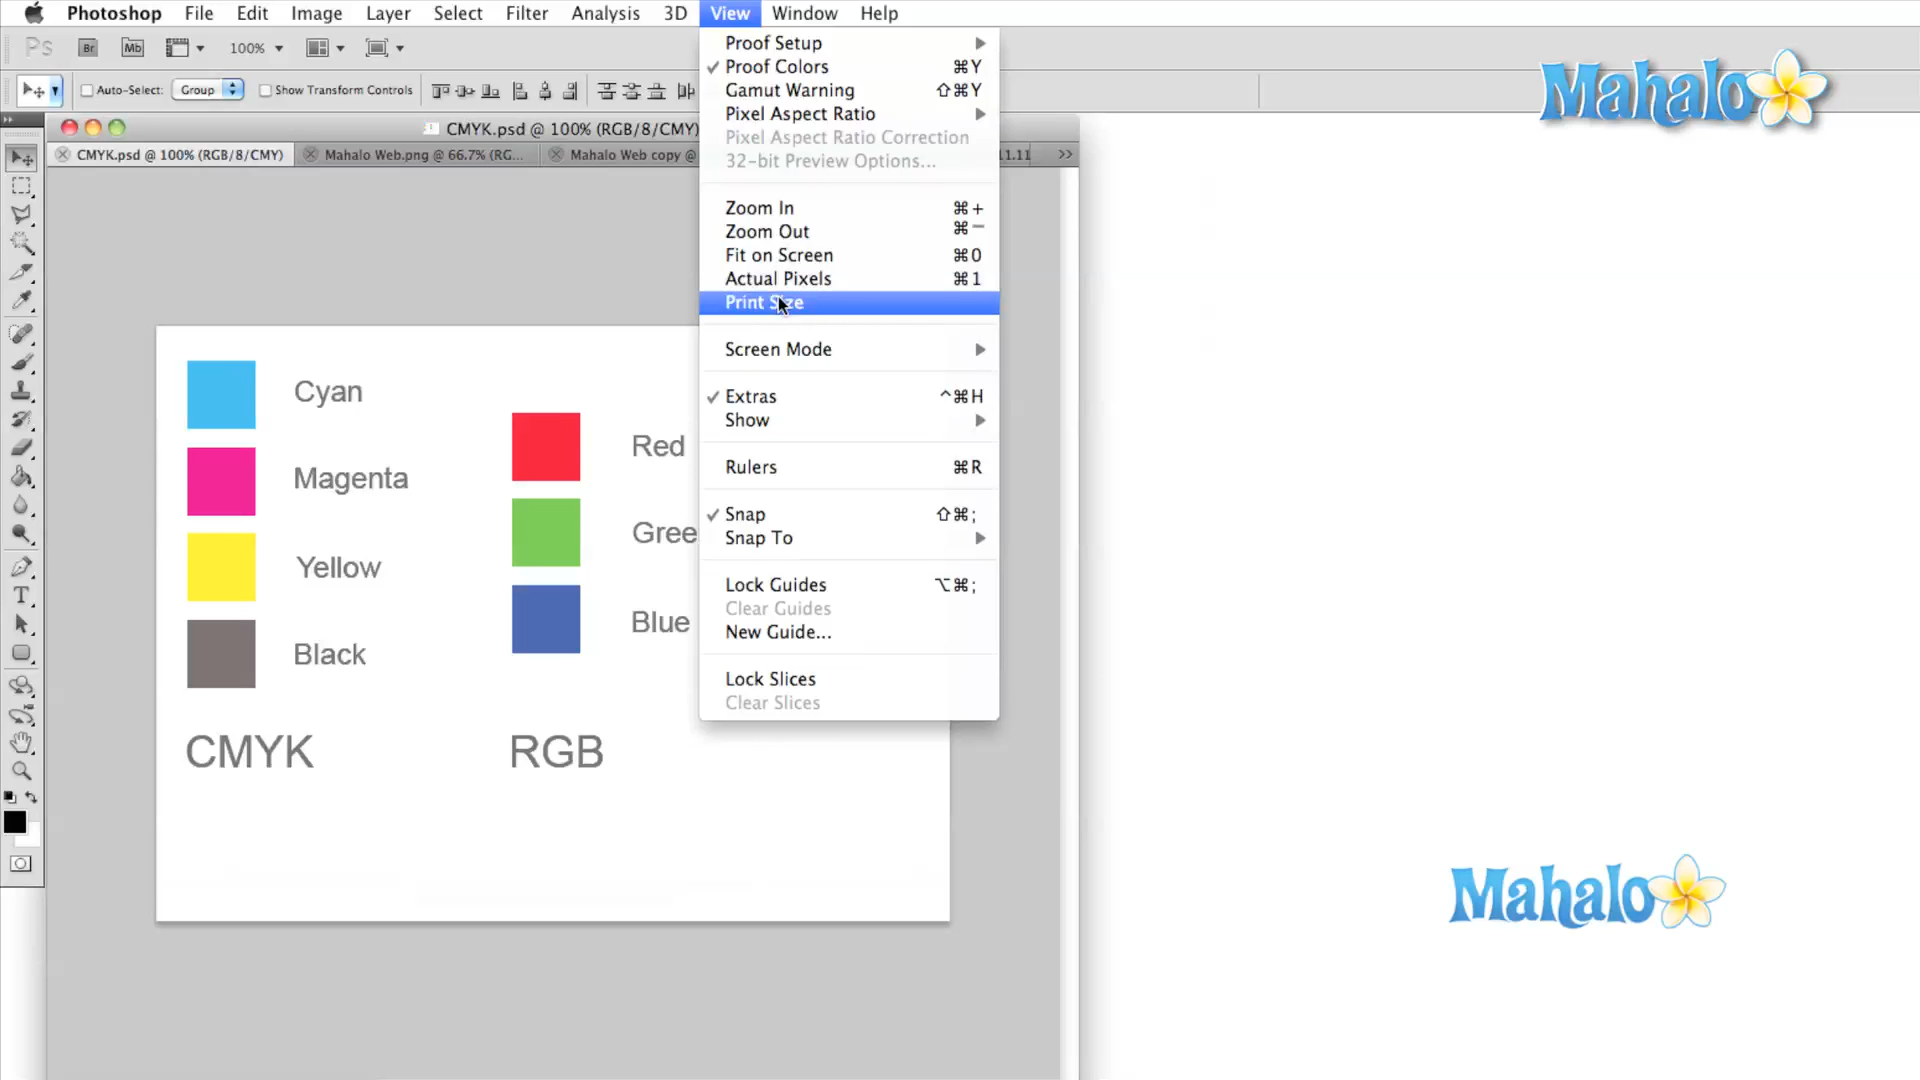 Photoshop File Edit Image Layer Select Filter Analysis 3D View Window Help
Ps Br Mb 100%
Auto-Select: Group Show Transform Controls
CMYK.psd @ 100% (RGB/8/CMY)
CMYK.psd @ 100% (RGB/8/CMY) Mahalo Web.png @ 66.7% (RG... Mahalo Web copy @ 11.11 >>
Proof Setup
✓ Proof Colors ⌘Y
Gamut Warning ⇧⌘Y
Pixel Aspect Ratio
Pixel Aspect Ratio Correction
32-bit Preview Options...
Zoom In ⌘+
Zoom Out ⌘−
Fit on Screen ⌘0
Actual Pixels ⌘1
Print Size
Screen Mode
✓ Extras ^⌘H
Show
Rulers ⌘R
✓ Snap ⇧⌘;
Snap To
Lock Guides ⌥⌘;
Clear Guides
New Guide...
Lock Slices
Clear Slices
Cyan
Magenta
Yellow
Black
CMYK
Red
Gree
Blue
RGB
T
Mahalo
Mahalo